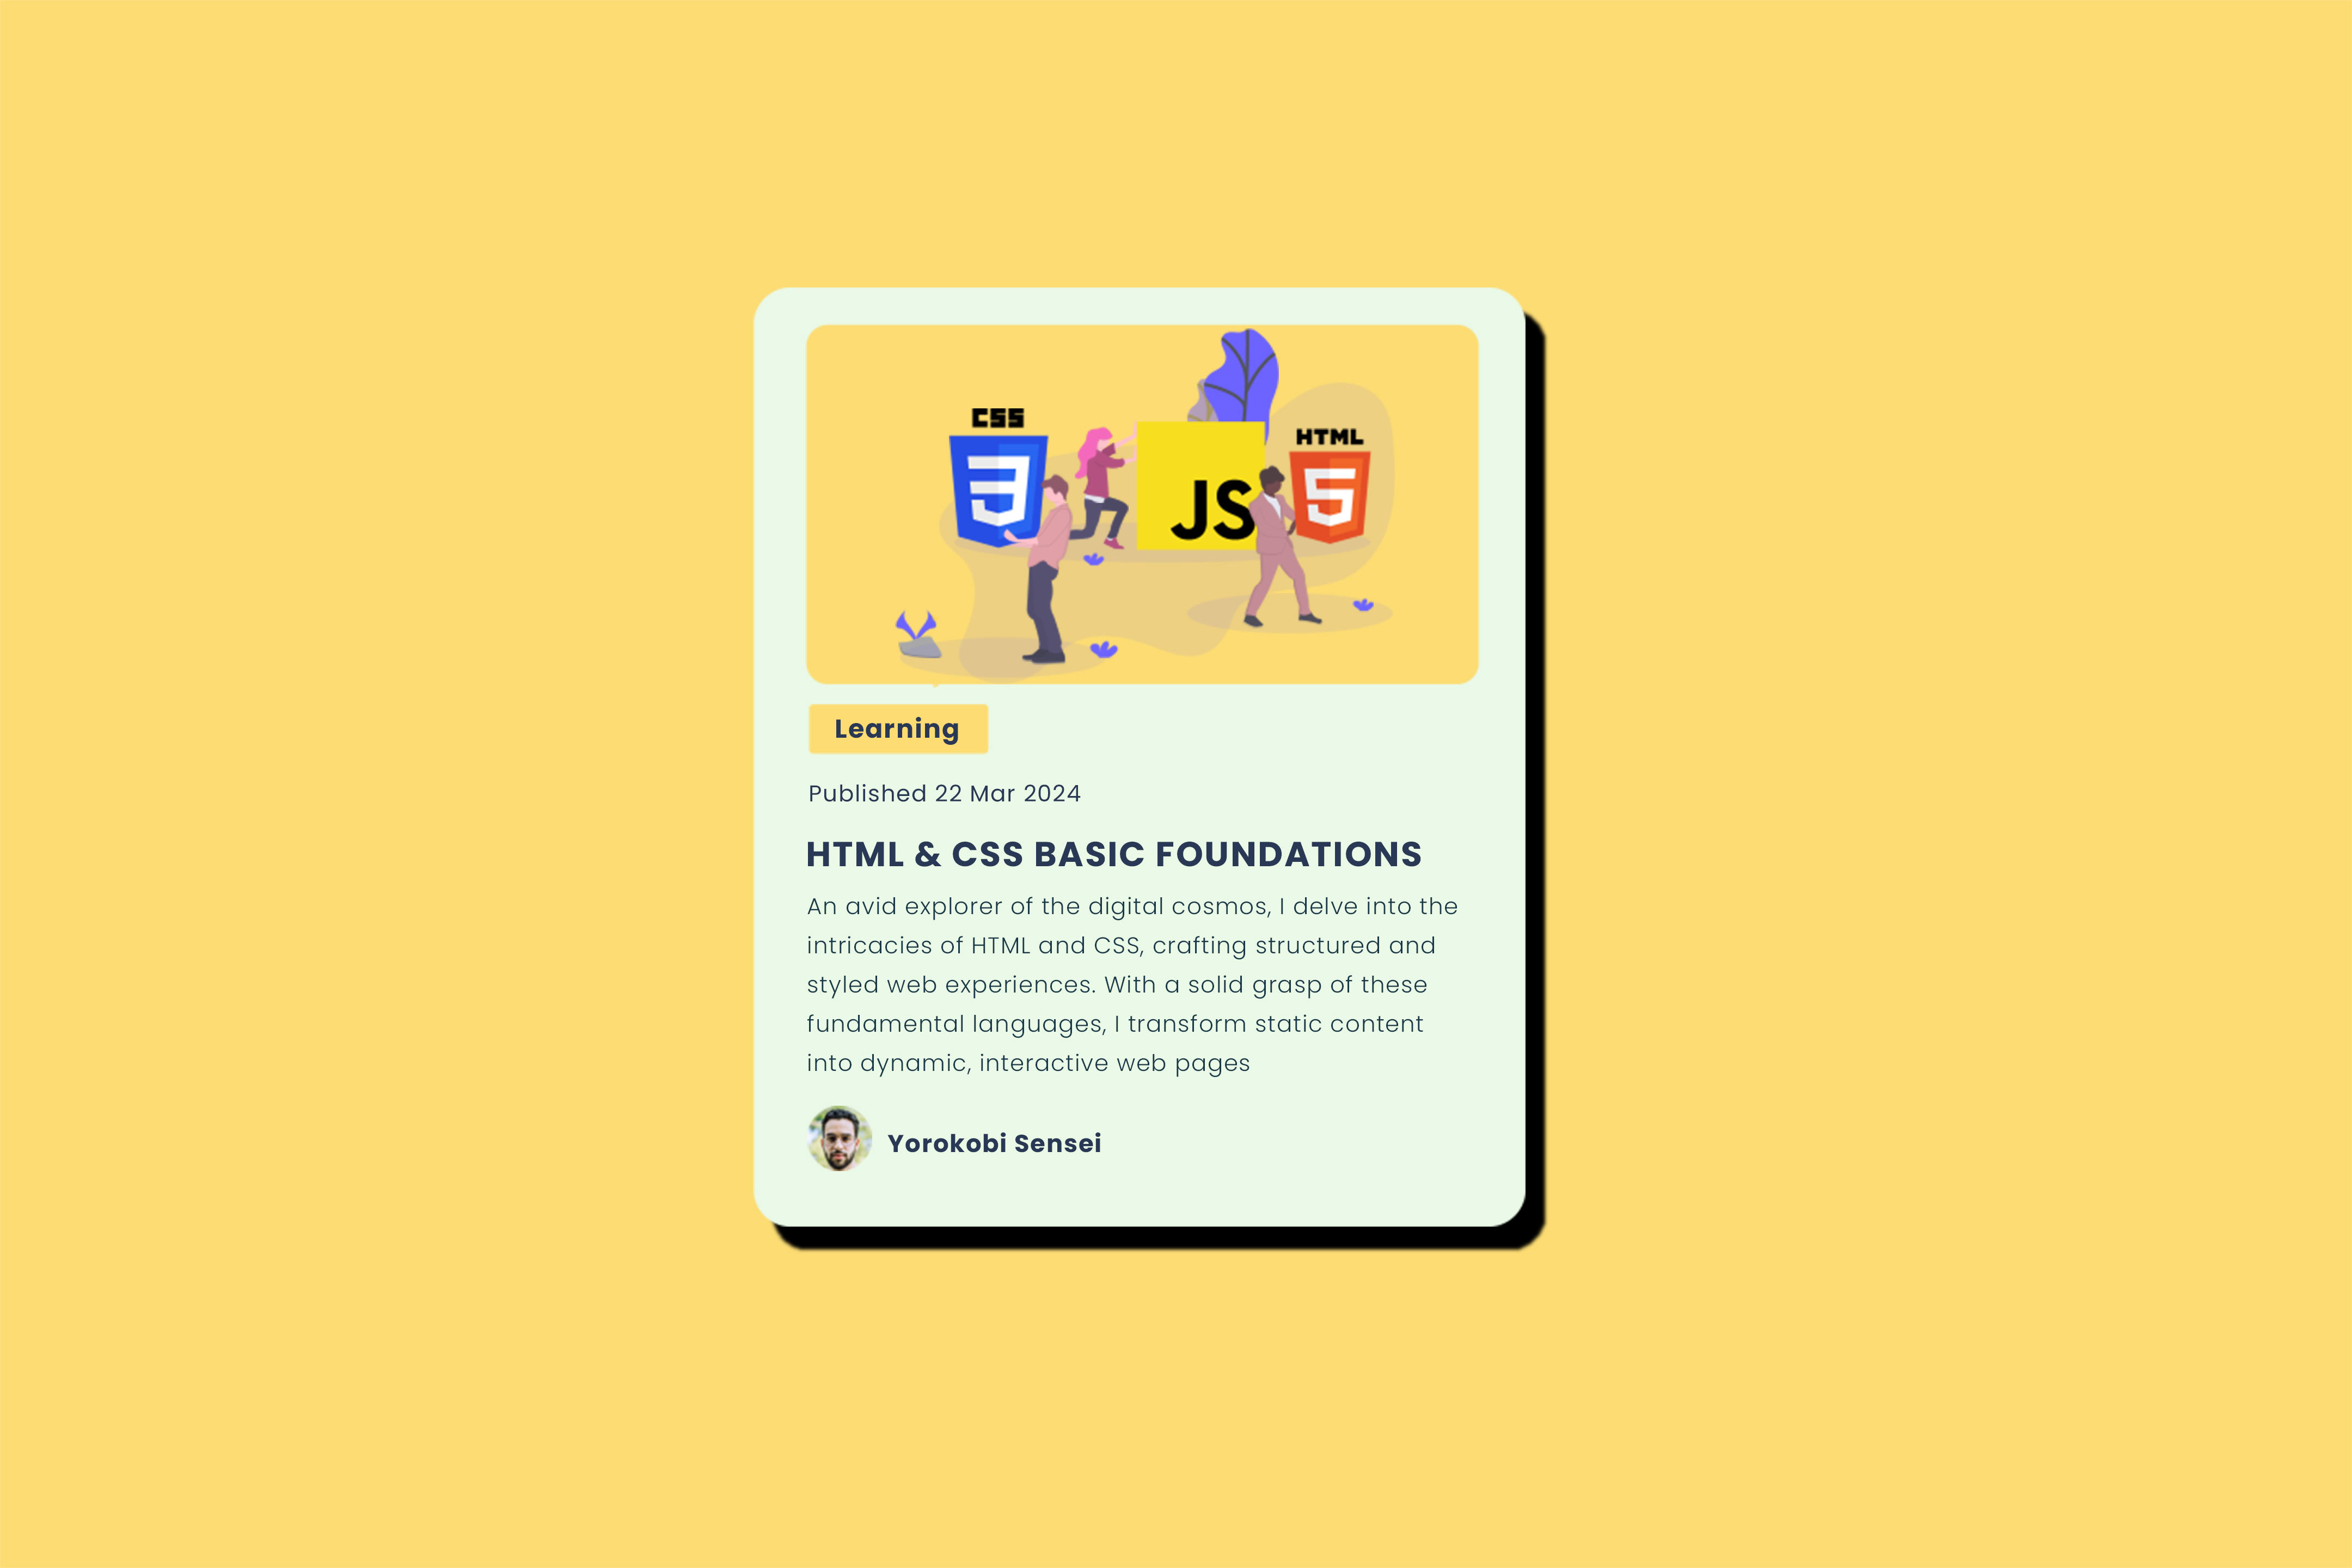 CSS
HTML
JS
Learning
Published 22 Mar 2024
HTML & CSS BASIC FOUNDATIONS
An avid explorer of the digital cosmos, I delve into the
intricacies of HTML and CSS, crafting structured and
styled web experiences. With a solid grasp of these
fundamental languages, I transform static content
into dynamic, interactive web pages
Yorokobi Sensei